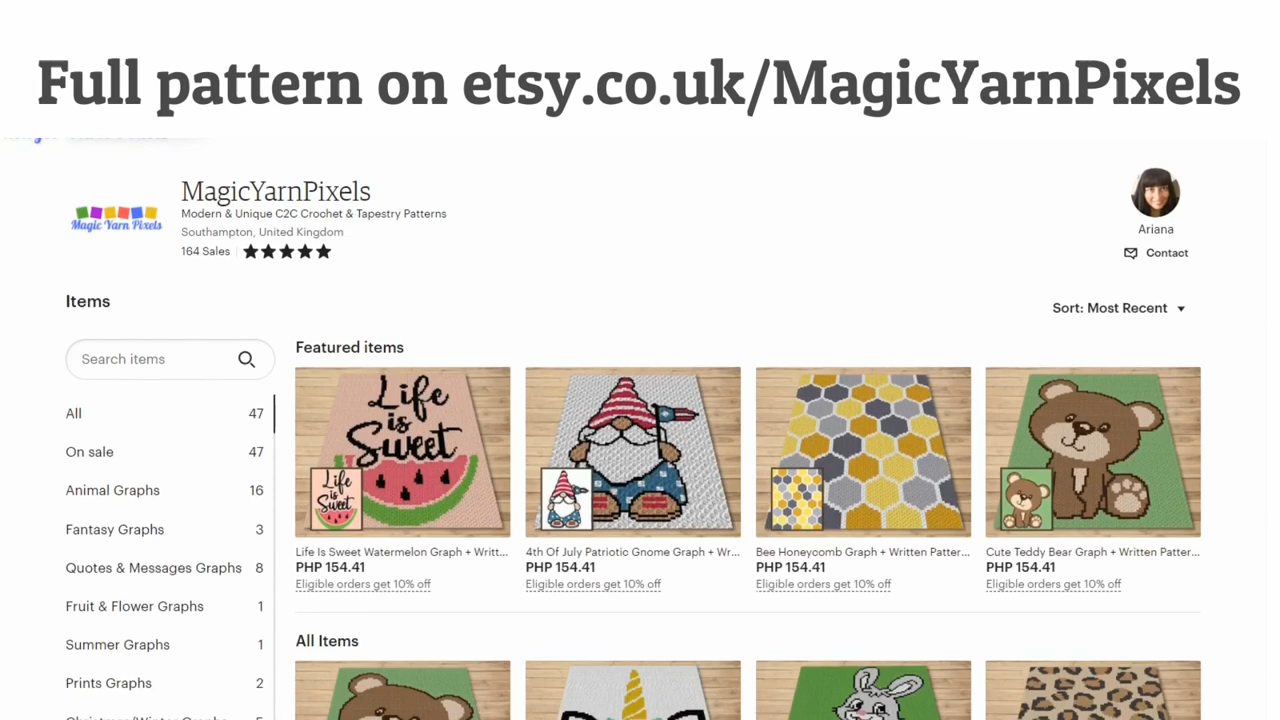 Full pattern on etsy.co.uk/MagicYarnPixels
MagicYarnPixels
Magic Yarn Pixels
Modern & Unique C2C Crochet & Tapestry Patterns
Southampton, United Kingdom
164 Sales
Ariana
Contact
Items
Sort: Most Recent
Search items
Featured items
All 47
On sale 47
Animal Graphs 16
Fantasy Graphs 3
Quotes & Messages Graphs 8
Fruit & Flower Graphs 1
Summer Graphs 1
Prints Graphs 2
Life
is
Sweet
Life
is
Sweet
Life Is Sweet Watermelon Graph + Writt...
PHP 154.41
Eligible orders get 10% off
4th Of July Patriotic Gnome Graph + Wr...
PHP 154.41
Eligible orders get 10% off
Bee Honeycomb Graph + Written Patter...
PHP 154.41
Eligible orders get 10% off
Cute Teddy Bear Graph + Written Patter...
PHP 154.41
Eligible orders get 10% off
All Items